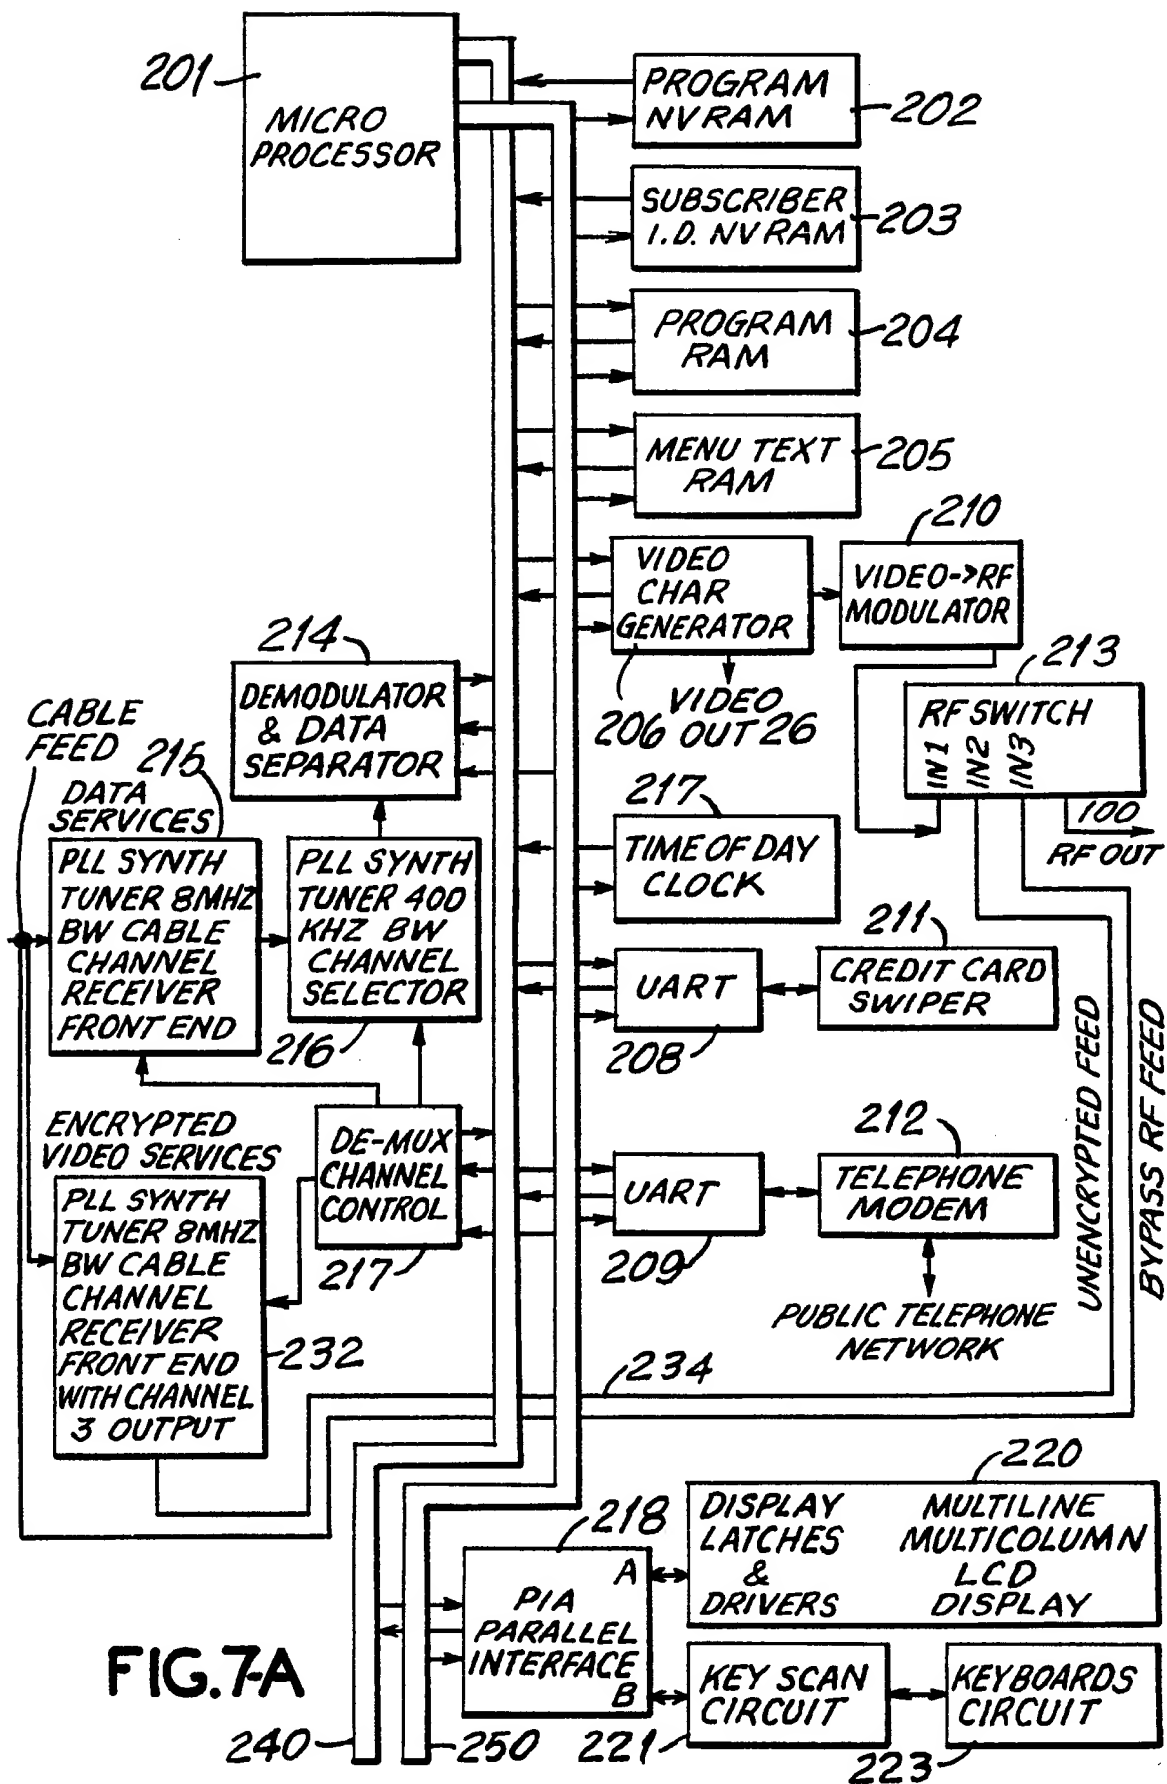 201
MICRO
PROCESSOR
PROGRAM
NVRAM
202
SUBSCRIBER
I.D. NVRAM
203
PROGRAM
RAM
204
MENU TEXT
RAM
205
210
VIDEO
CHAR
GENERATOR
VIDEO->RF
MODULATOR
206
VIDEO
OUT 26
213
RF SWITCH
IN1
IN2
IN3
100
RF OUT
214
DEMODULATOR
& DATA
SEPARATOR
CABLE
FEED
215
DATA
SERVICES
PLL SYNTH
TUNER 8MHZ
BW CABLE
CHANNEL
RECEIVER
FRONT END
PLL SYNTH
TUNER 400
KHZ BW
CHANNEL
SELECTOR
216
217
TIME OF DAY
CLOCK
211
UART
208
CREDIT CARD
SWIPER
UNENCRYPTED FEED
BYPASS RF FEED
ENCRYPTED
VIDEO SERVICES
PLL SYNTH
TUNER 8MHZ
BW CABLE
CHANNEL
RECEIVER
FRONT END
WITH CHANNEL
3 OUTPUT
232
DE-MUX
CHANNEL
CONTROL
217
212
UART
209
TELEPHONE
MODEM
PUBLIC TELEPHONE
NETWORK
234
220
DISPLAY
LATCHES
&
DRIVERS
MULTILINE
MULTICOLUMN
LCD
DISPLAY
218
A
PIA
PARALLEL
INTERFACE
B
KEY SCAN
CIRCUIT
221
KEYBOARDS
CIRCUIT
223
FIG.7-A
240
250